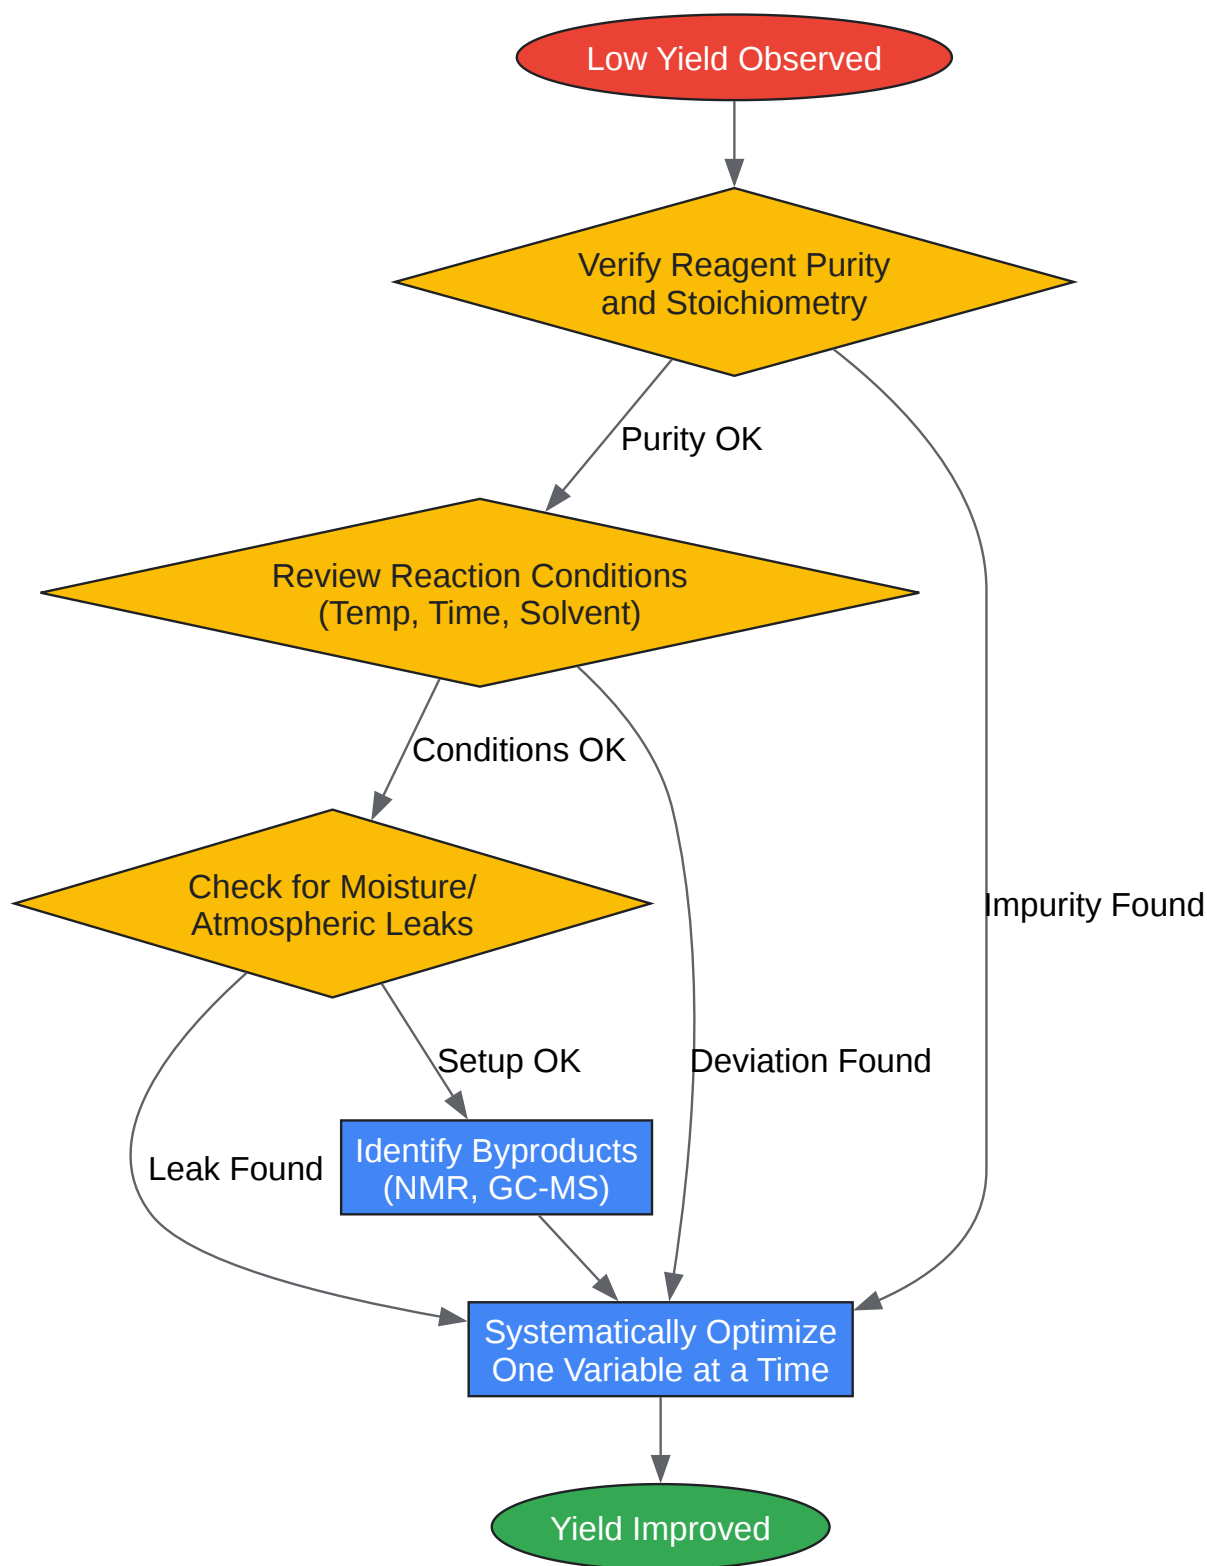 Low Yield Observed
Verify Reagent Purity
and Stoichiometry
Purity OK
Review Reaction Conditions
(Temp, Time, Solvent)
Conditions OK
Check for Moisture/
Atmospheric Leaks
Impurity Found
Setup OK
Deviation Found
Identify Byproducts
(NMR, GC-MS)
Leak Found
Systematically Optimize
One Variable at a Time
Yield Improved